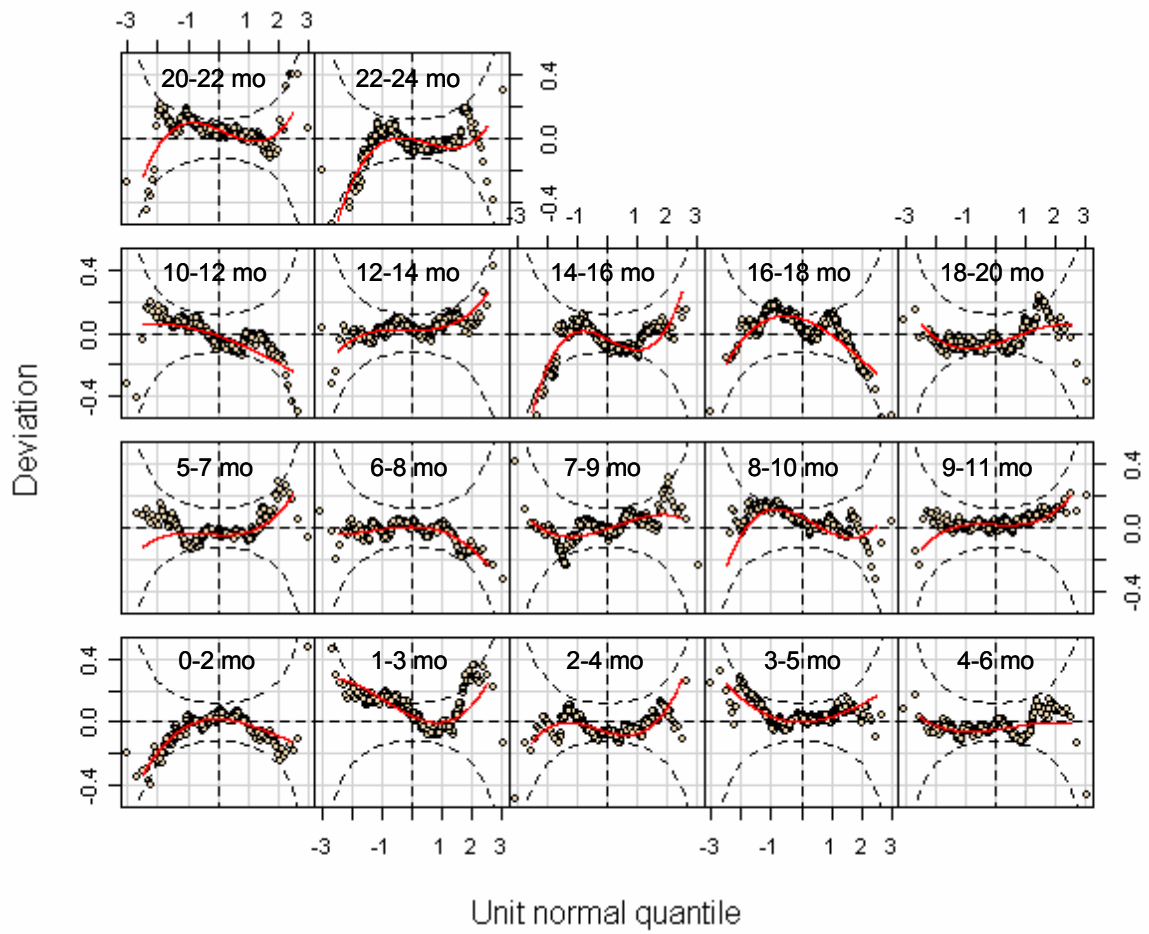 -3 -1 1 2 3
20-22 mo 22-24 mo
0.4
0.0
-0.4
-3 -1 1 2 3
-3 -1 1 2 3
10-12 mo 12-14 mo 14-16 mo 16-18 mo 18-20 mo
0.4
0.0
-0.4
Deviation
5-7 mo 6-8 mo 7-9 mo 8-10 mo 9-11 mo
0.4
0.0
-0.4
0-2 mo 1-3 mo 2-4 mo 3-5 mo 4-6 mo
0.4
0.0
-0.4
-3 -1 1 2 3
-3 -1 1 2 3
Unit normal quantile